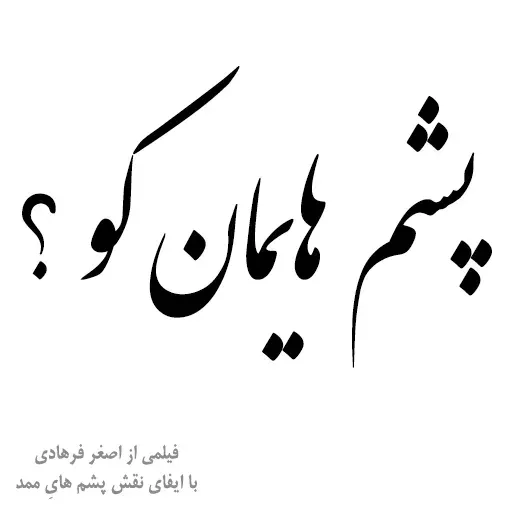 پشم هایمان کو ؟
فیلمی از اصغر فرهادی
با ایفای نقش پشم هایِ ممد